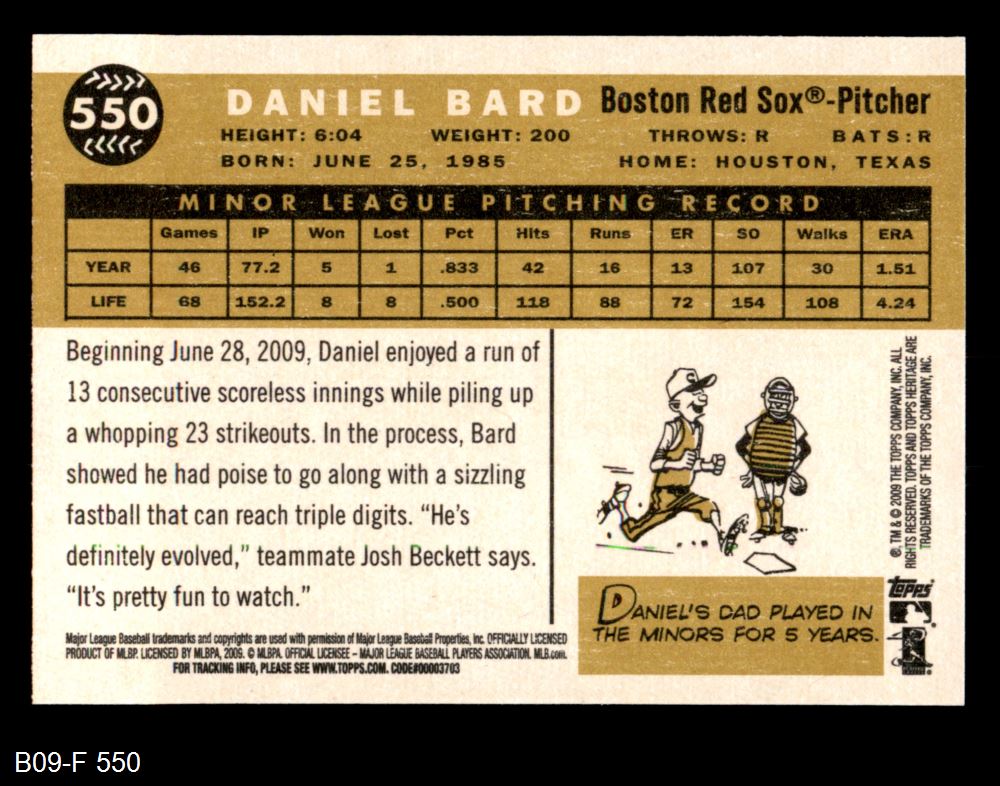 550
DANIEL BARD Boston Red Sox®-Pitcher
HEIGHT: 6:04 WEIGHT: 200 THROWS: R BATS: R
BORN: JUNE 25, 1985 HOME: HOUSTON, TEXAS
MINOR LEAGUE PITCHING RECORD
Games IP Won Lost Pct Hits Runs ER SO Walks ERA
YEAR 46 77.2 5 1 .833 42 16 13 107 30 1.51
LIFE 68 152.2 8 8 .500 118 88 72 154 108 4.24
Beginning June 28, 2009, Daniel enjoyed a run of
13 consecutive scoreless innings while piling up
a whopping 23 strikeouts. In the process, Bard
showed he had poise to go along with a sizzling
fastball that can reach triple digits. “He's
definitely evolved,” teammate Josh Beckett says.
“It's pretty fun to watch.”
Major League Baseball trademarks and copyrights are used with permission of Major League Baseball Properties, Inc. OFFICIALLY LICENSED
PRODUCT OF MLBP. LICENSED BY MLBPA, 2009. © MLBPA. OFFICIAL LICENSEE – MAJOR LEAGUE BASEBALL PLAYERS ASSOCIATION. MLB.com.
FOR TRACKING INFO, PLEASE SEE WWW.TOPPS.COM. CODE#00003703
DANIEL'S DAD PLAYED IN
THE MINORS FOR 5 YEARS.
®, TM & © 2009 THE TOPPS COMPANY, INC. ALL
RIGHTS RESERVED. TOPPS AND TOPPS HERITAGE ARE
TRADEMARKS OF THE TOPPS COMPANY, INC.
topps
B09-F 550